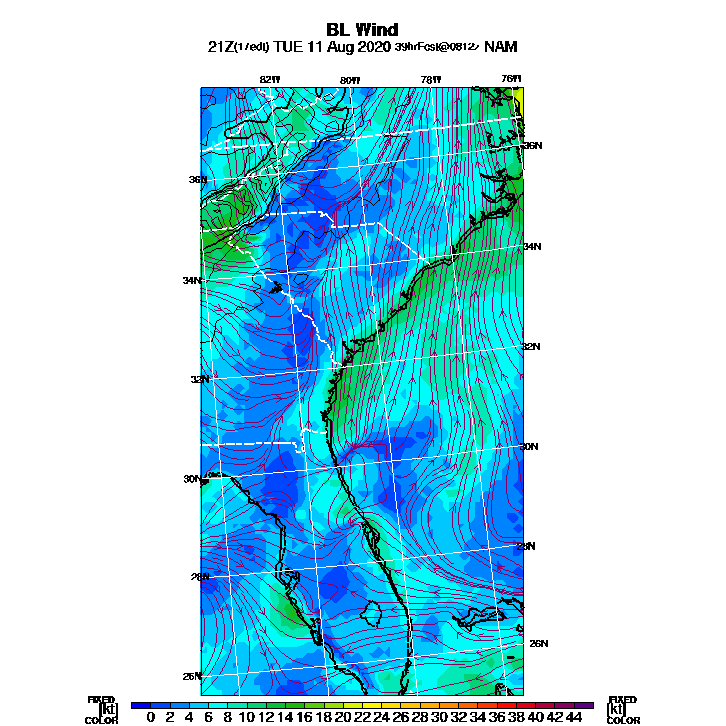 BL Wind
21Z(17edt) TUE 11 Aug 2020 39hrFcst@0812z NAM
82W 80W 78W 76W
36N
36N
34N
34N
32N
32N
30N
30N
28N
28N
26N
26N
FIXED FIXED
[kt] 0 2 4 6 8 10 12 14 16 18 20 22 24 26 28 30 32 34 36 38 40 42 44 [kt]
COLOR COLOR